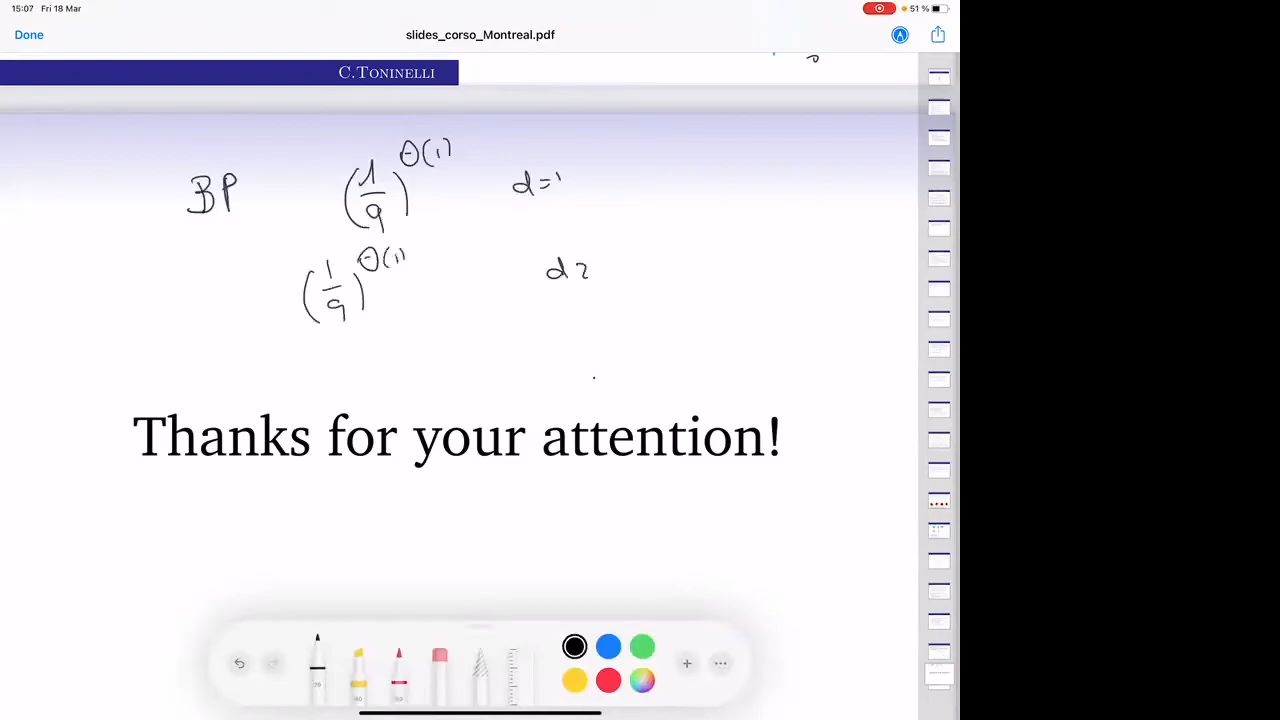 15:07 Fri 18 Mar 51 %
Done slides_corso_Montreal.pdf
C.TONINELLI
BP (1/q)^Θ(1) d=1
(1/q)^Θ(1) d 2
Thanks for your attention!